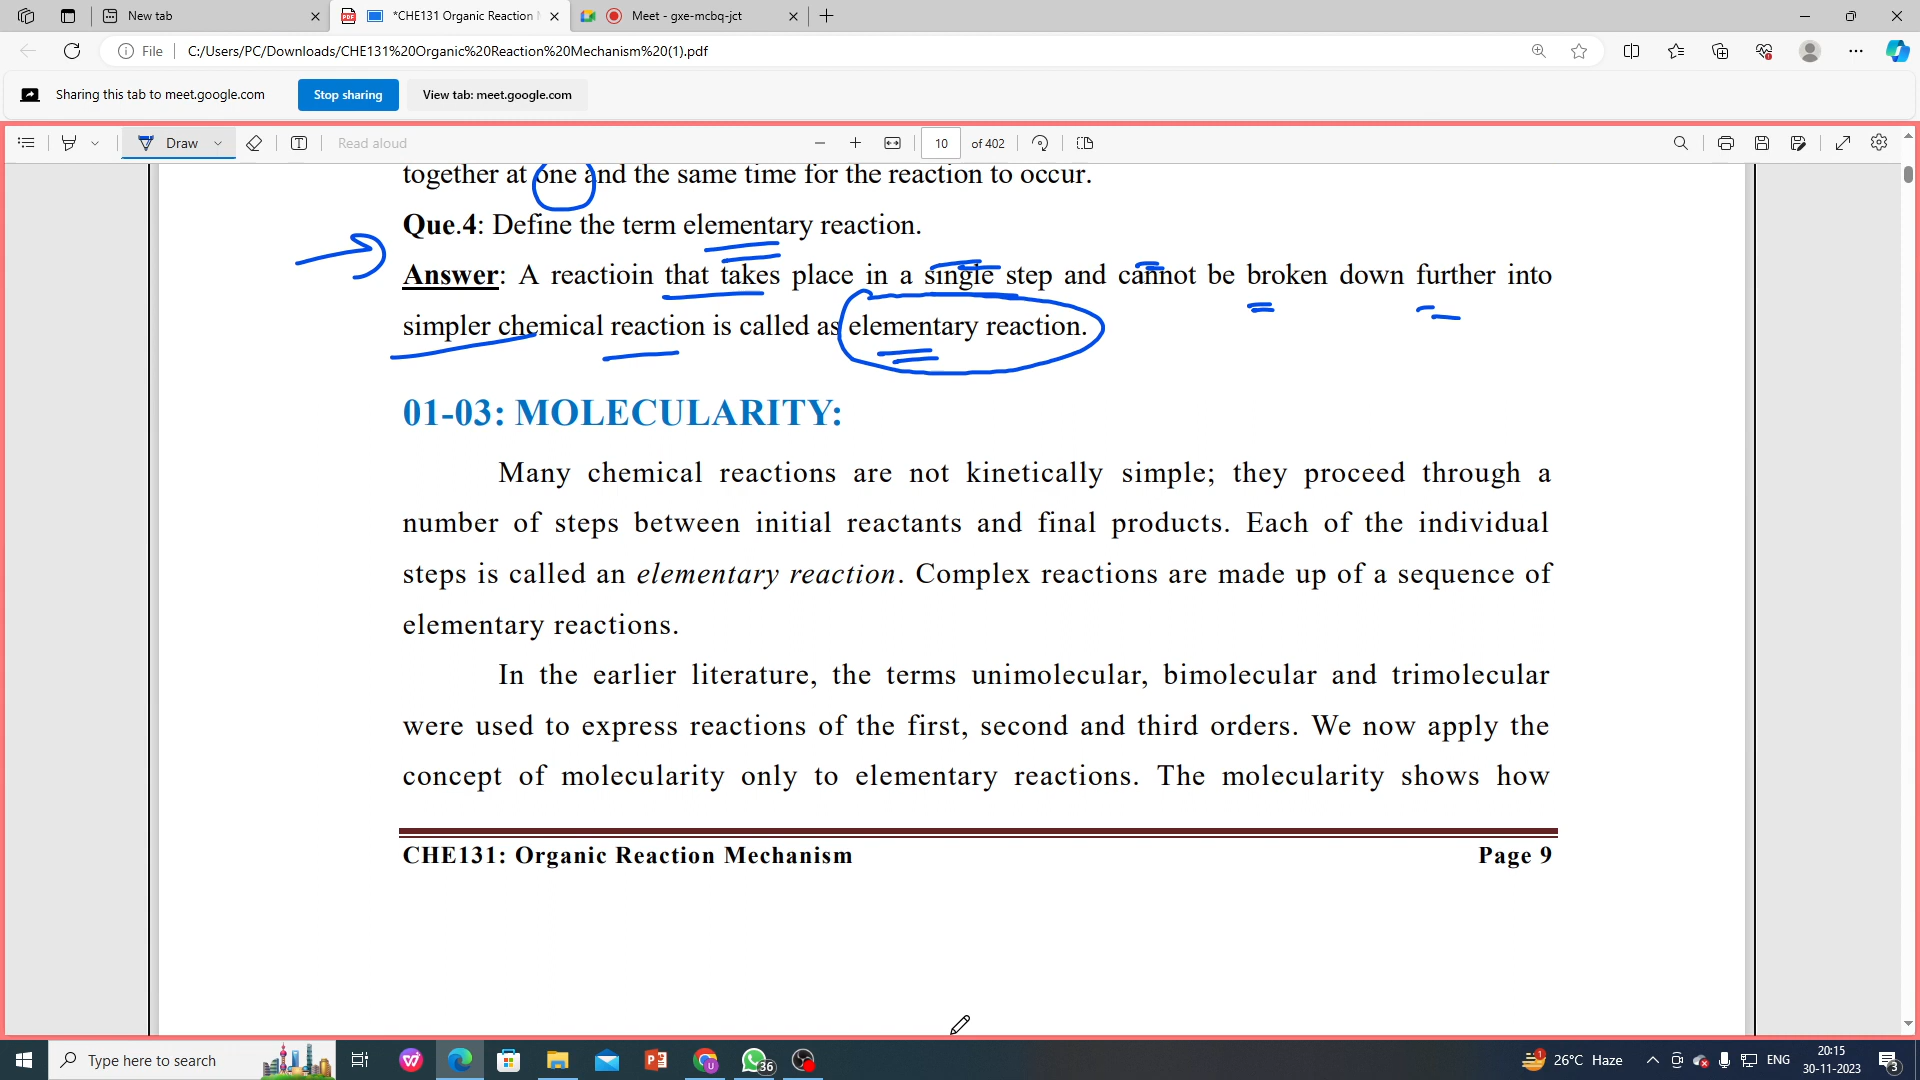 New tab
*CHE131 Organic Reaction M
Meet - gxe-mcbq-jct
File
C:/Users/PC/Downloads/CHE131%20Organic%20Reaction%20Mechanism%20(1).pdf
Sharing this tab to meet.google.com
Stop sharing
View tab: meet.google.com
Draw
Read aloud
10 of 402
together at one and the same time for the reaction to occur.
Que.4: Define the term elementary reaction.
Answer: A reactioin that takes place in a single step and cannot be broken down further into
simpler chemical reaction is called as elementary reaction.
01-03: MOLECULARITY:
Many chemical reactions are not kinetically simple; they proceed through a
number of steps between initial reactants and final products. Each of the individual
steps is called an elementary reaction. Complex reactions are made up of a sequence of
elementary reactions.
In the earlier literature, the terms unimolecular, bimolecular and trimolecular
were used to express reactions of the first, second and third orders. We now apply the
concept of molecularity only to elementary reactions. The molecularity shows how
CHE131: Organic Reaction Mechanism Page 9
Type here to search
36
26°C Haze
ENG
20:15
30-11-2023
3